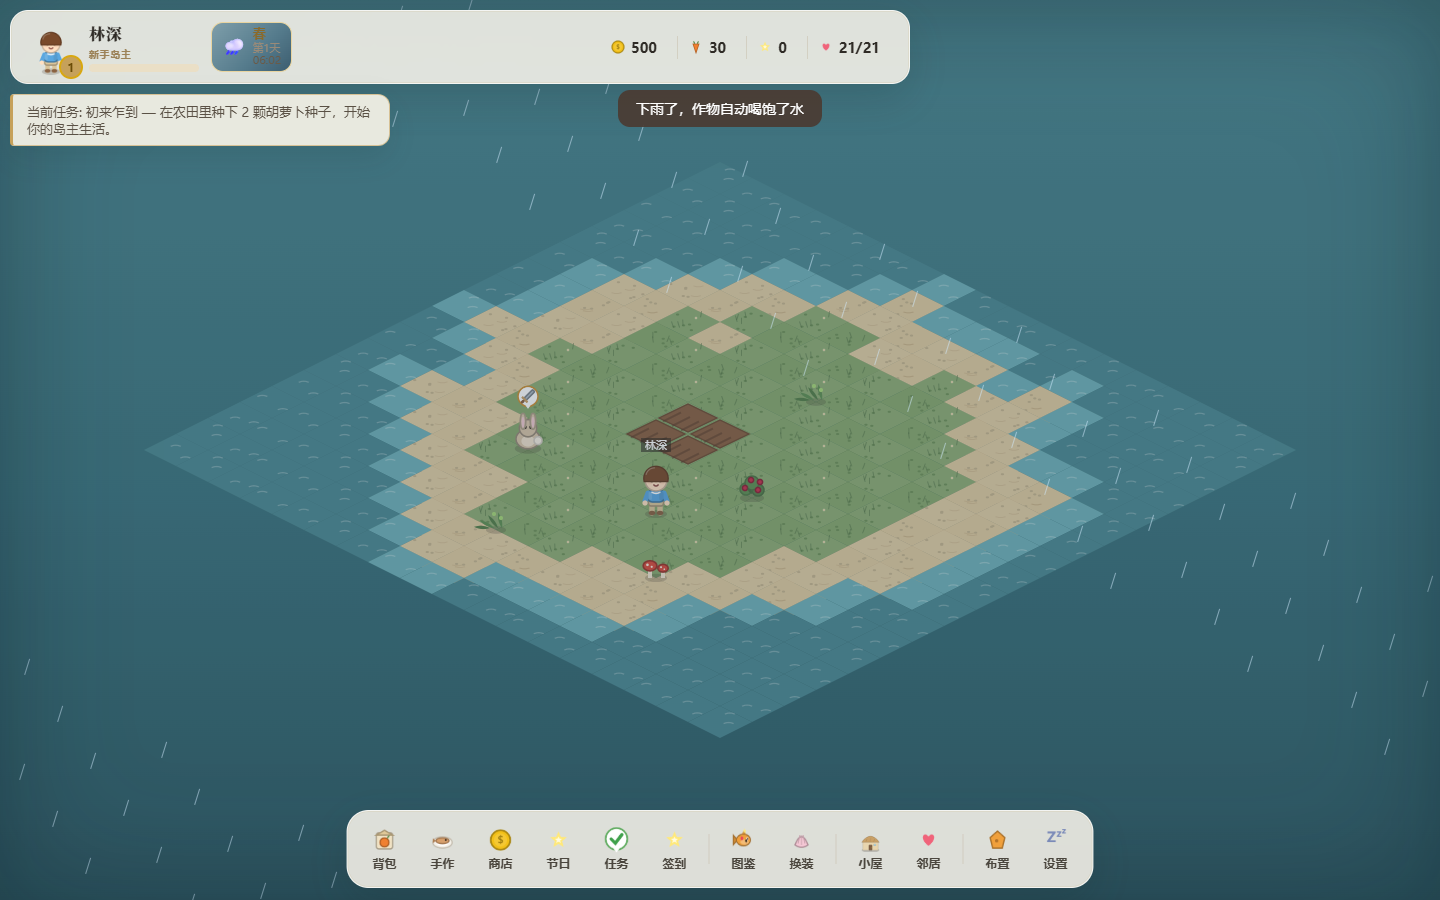 林深
新手岛主
1
春
第1天
06:02
500
30
0
21/21
当前任务: 初来乍到 — 在农田里种下 2 颗胡萝卜种子，开始
你的岛主生活。
下雨了，作物自动喝饱了水
林深
背包
手作
商店
节日
任务
签到
图鉴
换装
小屋
邻居
布置
设置